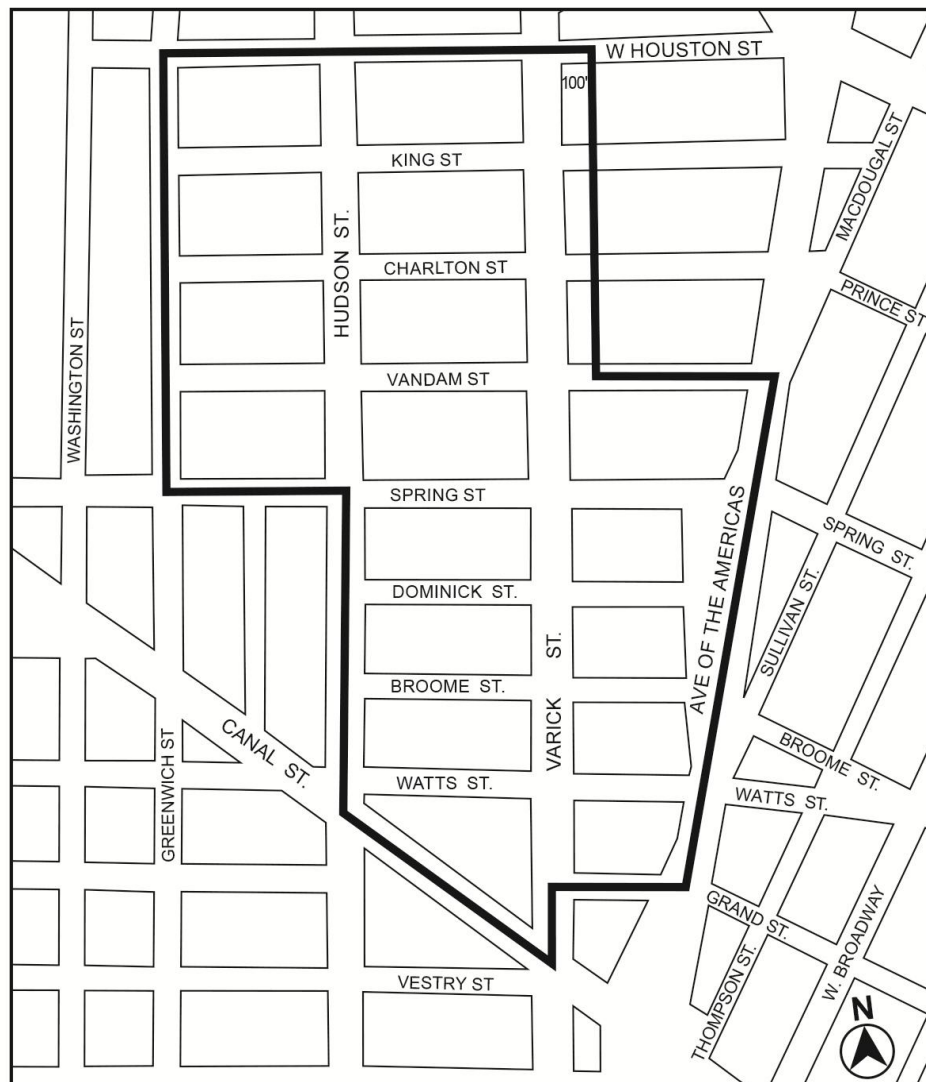 W HOUSTON ST
100'
MACDOUGAL ST
KING ST
HUDSON ST.
CHARLTON ST
PRINCE ST
WASHINGTON ST
VANDAM ST
SPRING ST
AVE OF THE AMERICAS
SPRING ST.
DOMINICK ST.
SULLIVAN ST.
VARICK ST.
BROOME ST.
CANAL ST.
GREENWICH ST
BROOME ST.
WATTS ST.
WATTS ST.
GRAND ST.
W. BROADWAY
THOMPSON ST.
VESTRY ST
N